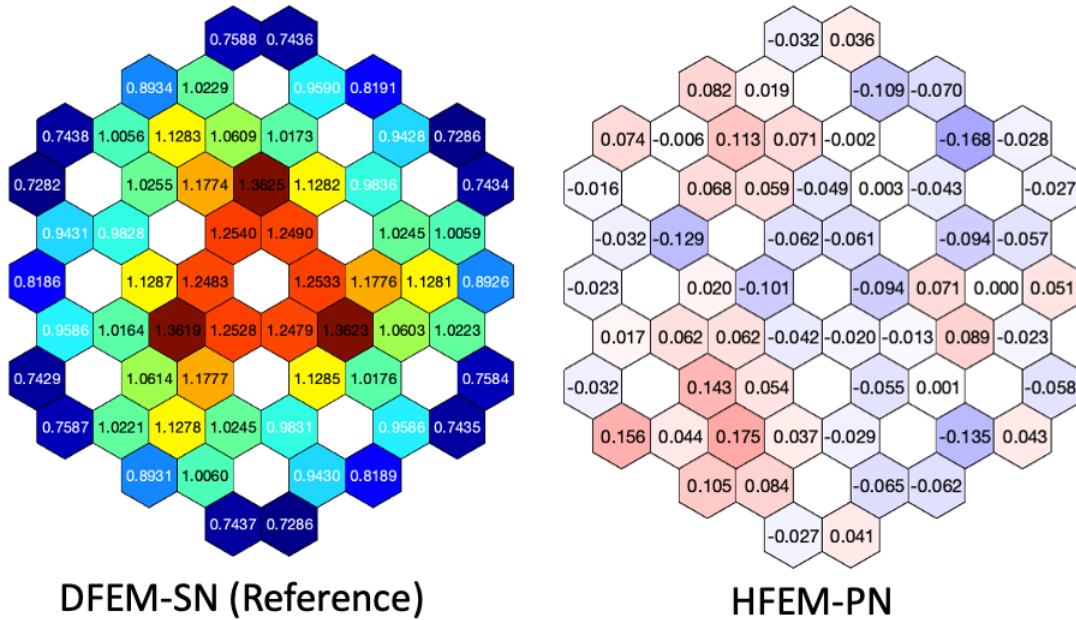 0.7588 0.7436
0.8934 1.0229 0.9590 0.8191
0.7438 1.0056 1.1283 1.0609 1.0173 0.9428 0.7286
0.7282 1.0255 1.1774 1.3625 1.1282 0.9836 0.7434
0.9431 0.9828 1.2540 1.2490 1.0245 1.0059
0.8186 1.1287 1.2483 1.2533 1.1776 1.1281 0.8926
0.9586 1.0164 1.3619 1.2528 1.2479 1.3623 1.0603 1.0223
0.7429 1.0614 1.1777 1.1285 1.0176 0.7584
0.7587 1.0221 1.1278 1.0245 0.9831 0.9586 0.7435
0.8931 1.0060 0.9430 0.8189
0.7437 0.7286
DFEM-SN (Reference)
-0.032 0.036
0.082 0.019 -0.109 -0.070
0.074 -0.006 0.113 0.071 -0.002 -0.168 -0.028
-0.016 0.068 0.059 -0.049 0.003 -0.043 -0.027
-0.032 -0.129 -0.062 -0.061 -0.094 -0.057
-0.023 0.020 -0.101 -0.094 0.071 0.000 0.051
0.017 0.062 0.062 -0.042 -0.020 -0.013 0.089 -0.023
-0.032 0.143 0.054 -0.055 0.001 -0.058
0.156 0.044 0.175 0.037 -0.029 -0.135 0.043
0.105 0.084 -0.065 -0.062
-0.027 0.041
HFEM-PN